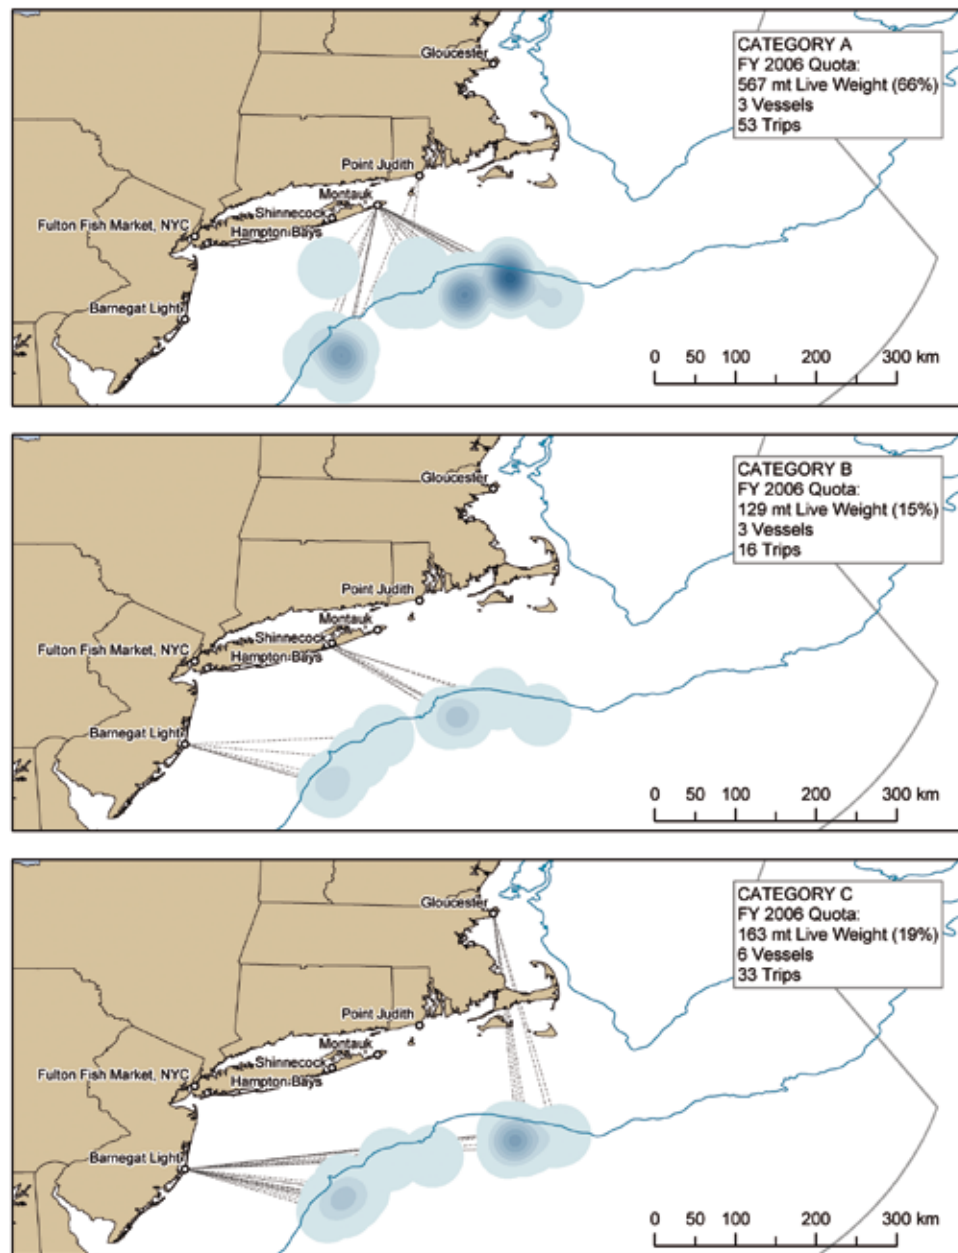 CATEGORY A
FY 2006 Quota:
567 mt Live Weight (66%)
3 Vessels
53 Trips
Gloucester
Point Judith
Montauk
Shinnecock
Fulton Fish Market, NYC
Hampton Bays
Barnegat Light
0 50 100 200 300 km
CATEGORY B
FY 2006 Quota:
129 mt Live Weight (15%)
3 Vessels
16 Trips
Gloucester
Point Judith
Montauk
Shinnecock
Fulton Fish Market, NYC
Hampton Bays
Barnegat Light
0 50 100 200 300 km
CATEGORY C
FY 2006 Quota:
163 mt Live Weight (19%)
6 Vessels
33 Trips
Gloucester
Point Judith
Montauk
Shinnecock
Fulton Fish Market, NYC
Hampton Bays
Barnegat Light
0 50 100 200 300 km